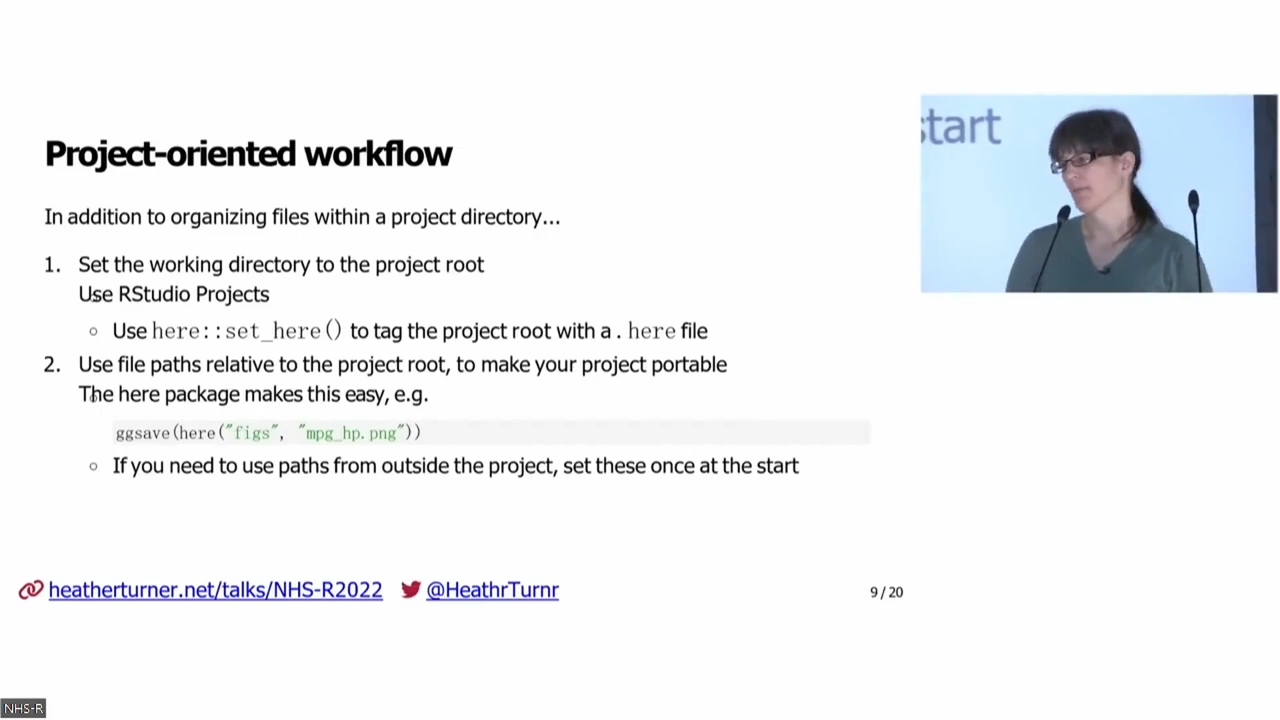 Project-oriented workflow
In addition to organizing files within a project directory...
1. Set the working directory to the project root
Use RStudio Projects
○ Use here::set_here() to tag the project root with a .here file
2. Use file paths relative to the project root, to make your project portable
The here package makes this easy, e.g.
ggsave(here("figs", "mpg_hp.png"))
○ If you need to use paths from outside the project, set these once at the start
heatherturner.net/talks/NHS-R2022 @HeathrTurnr
9 / 20
start
NHS-R